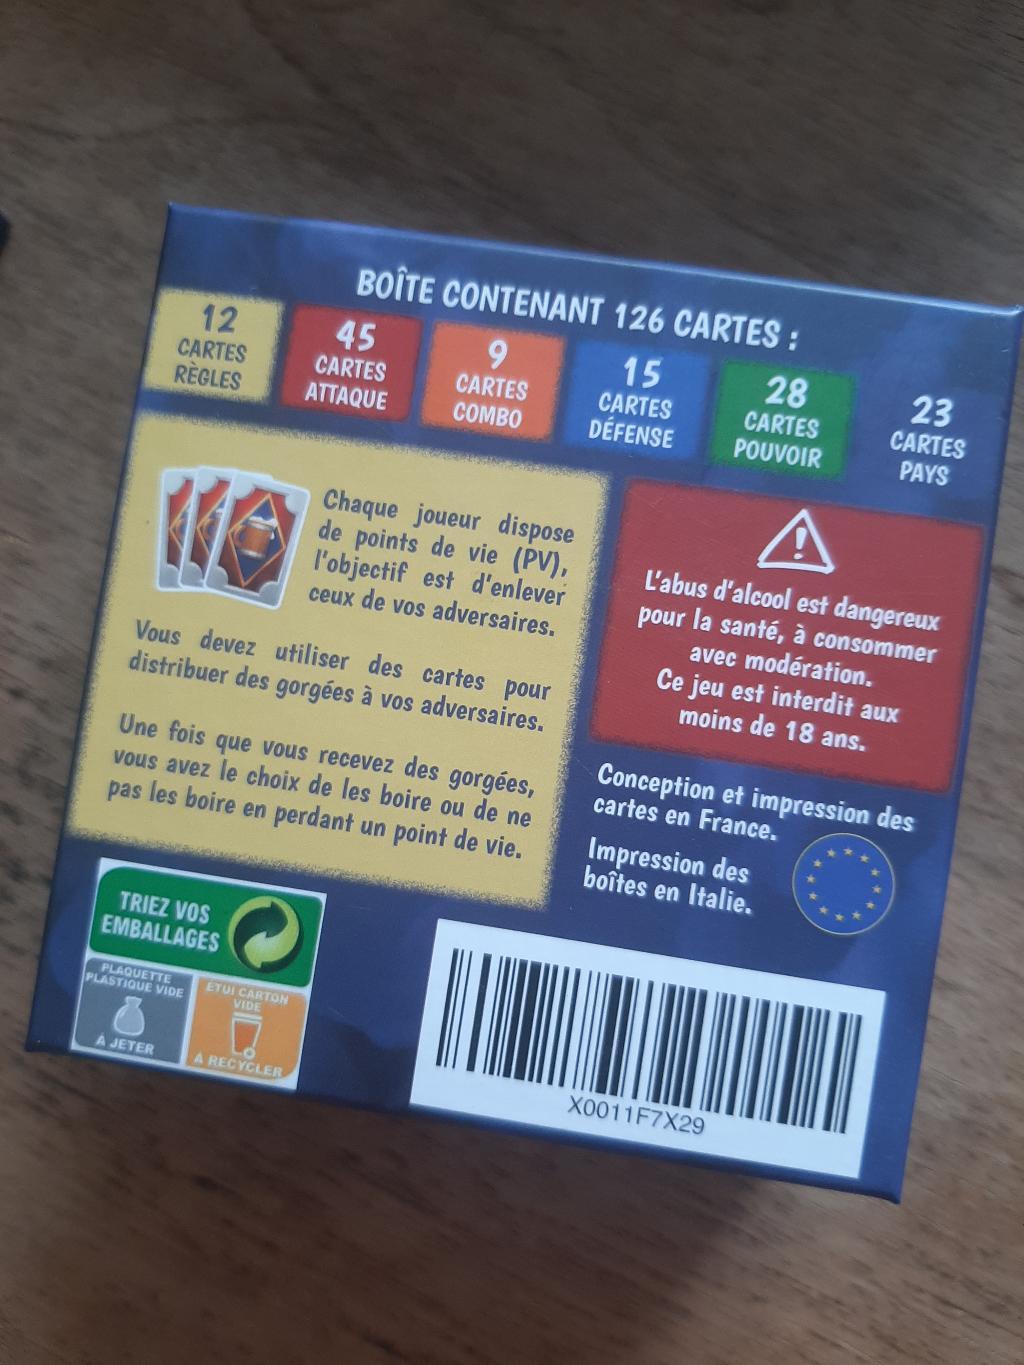 BOÎTE CONTENANT 126 CARTES :
12
CARTES
RÈGLES
45
CARTES
ATTAQUE
9
CARTES
COMBO
15
CARTES
DÉFENSE
28
CARTES
POUVOIR
23
CARTES
PAYS
Chaque joueur dispose
de points de vie (PV),
l'objectif est d'enlever
ceux de vos adversaires.
Vous devez utiliser des cartes pour
distribuer des gorgées à vos adversaires.
Une fois que vous recevez des gorgées,
vous avez le choix de les boire ou de ne
pas les boire en perdant un point de vie.
!
L'abus d'alcool est dangereux
pour la santé, à consommer
avec modération.
Ce jeu est interdit aux
moins de 18 ans.
Conception et impression des
cartes en France.
Impression des
boîtes en Italie.
TRIEZ VOS
EMBALLAGES
PLAQUETTE
PLASTIQUE VIDE
À JETER
ÉTUI CARTON
VIDE
À RECYCLER
X0011F7X29